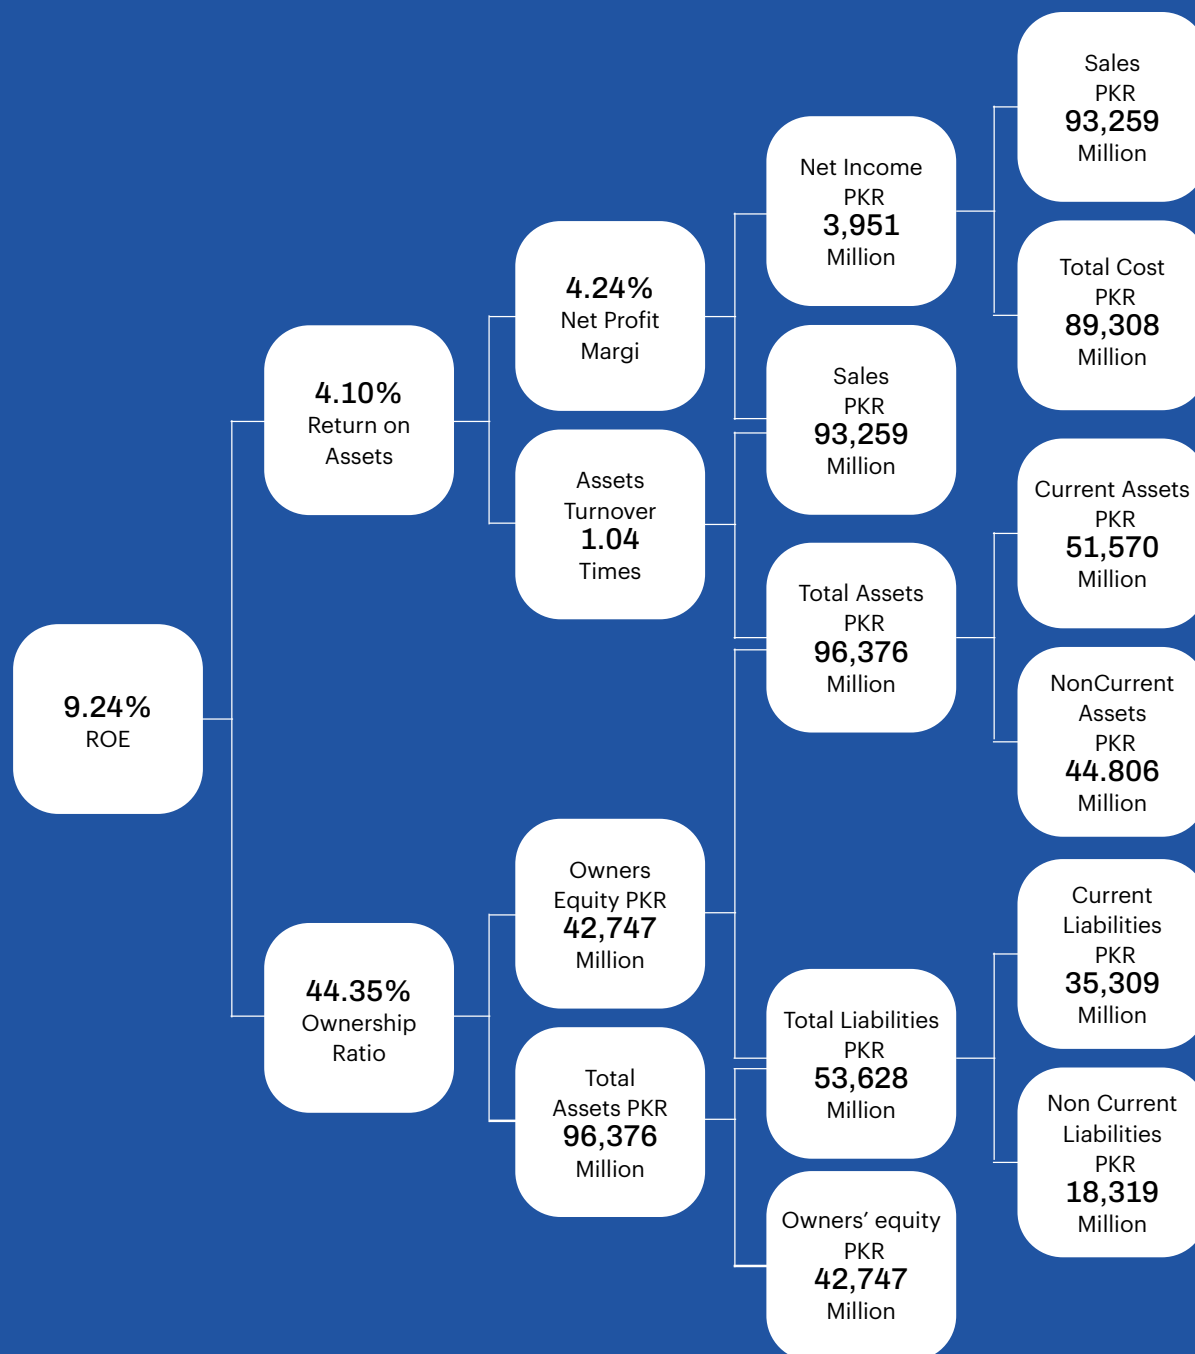 9.24%
ROE
4.10%
Return on
Assets
44.35%
Ownership
Ratio
4.24%
Net Profit
Margi
Assets
Turnover
1.04
Times
Owners
Equity PKR
42,747
Million
Total
Assets PKR
96,376
Million
Net Income
PKR
3,951
Million
Sales
PKR
93,259
Million
Total Assets
PKR
96,376
Million
Total Liabilities
PKR
53,628
Million
Owners’ equity
PKR
42,747
Million
Sales
PKR
93,259
Million
Total Cost
PKR
89,308
Million
Current Assets
PKR
51,570
Million
NonCurrent
Assets
PKR
44.806
Million
Current
Liabilities
PKR
35,309
Million
Non Current
Liabilities
PKR
18,319
Million